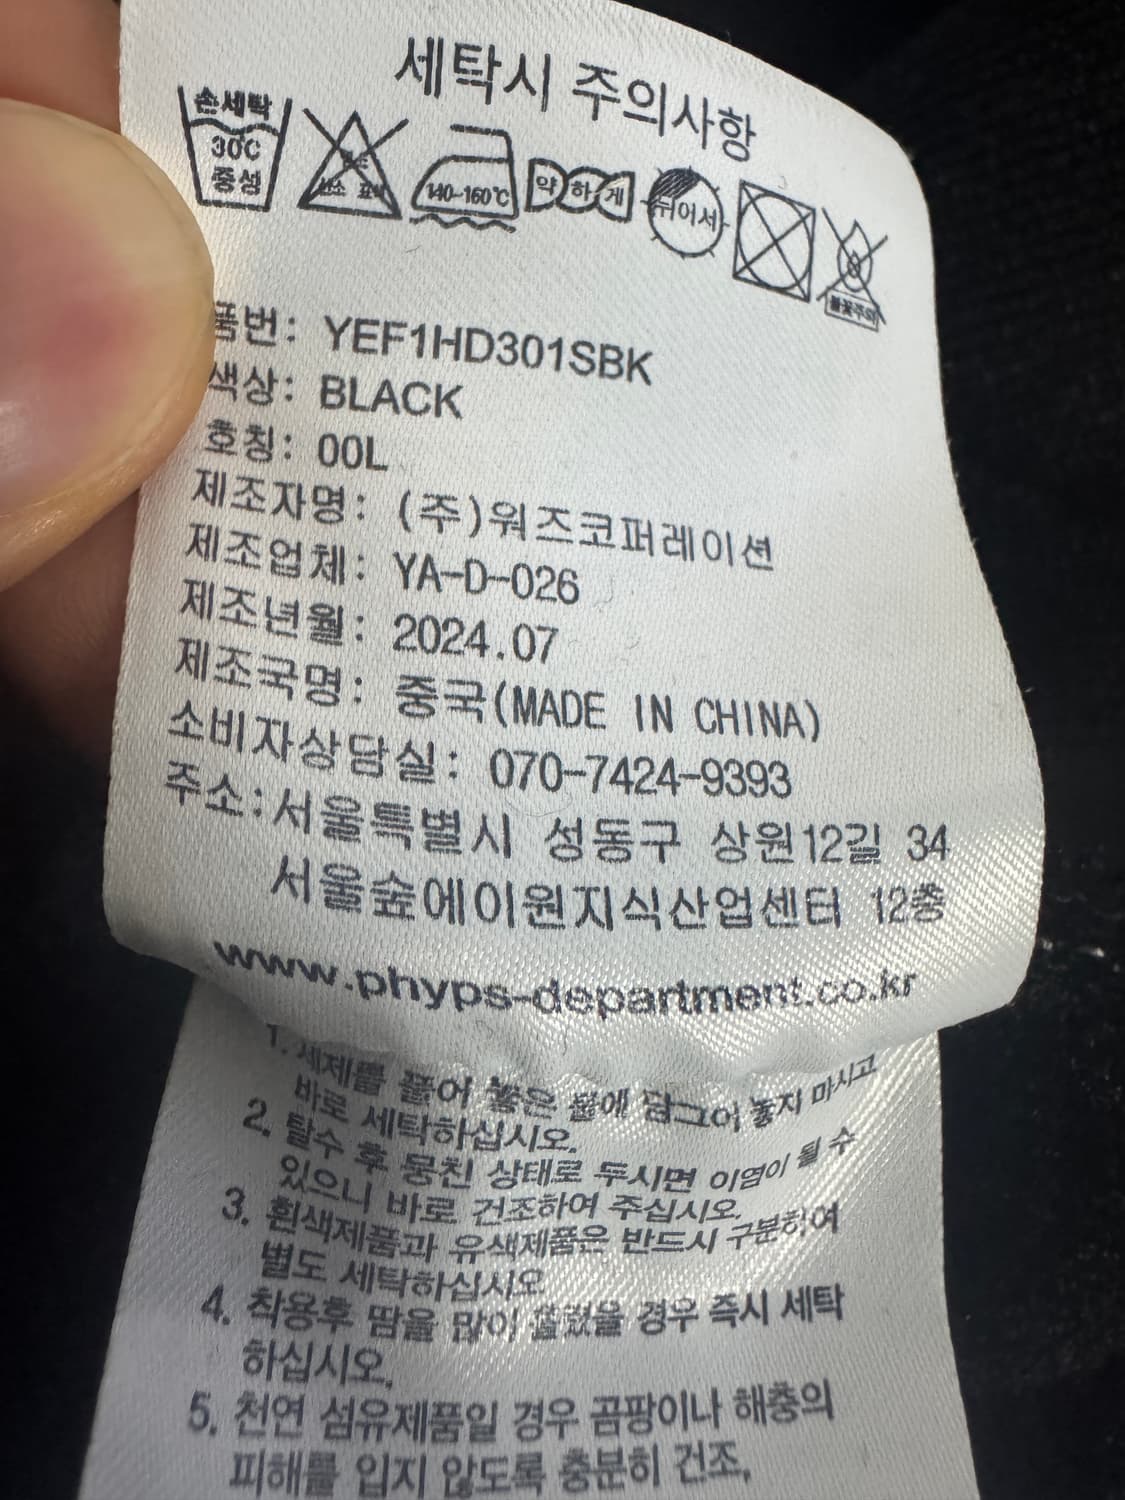 세탁시 주의사항
손세탁
30℃
중성
염소
산소 표백
140~160℃
약하게
뉘어서
불꽃주의
품번: YEF1HD301SBK
색상: BLACK
호칭: 00L
제조자명: (주)워즈코퍼레이션
제조업체: YA-D-026
제조년월: 2024.07
제조국명: 중국(MADE IN CHINA)
소비자상담실: 070-7424-9393
주소:서울특별시 성동구 상원12길 34
서울숲에이원지식산업센터 12층
www.phyps-department.co.kr
1. 세제를 풀어 놓은 물에 담그어 놓지 마시고
바로 세탁하십시오.
2. 탈수 후 뭉친 상태로 두시면 이염이 될 수
있으니 바로 건조하여 주십시오.
3. 흰색제품과 유색제품은 반드시 구분하여
별도 세탁하십시오
4. 착용후 땀을 많이 흘렸을 경우 즉시 세탁
하십시오.
5. 천연 섬유제품일 경우 곰팡이나 해충의
피해를 입지 않도록 충분히 건조,